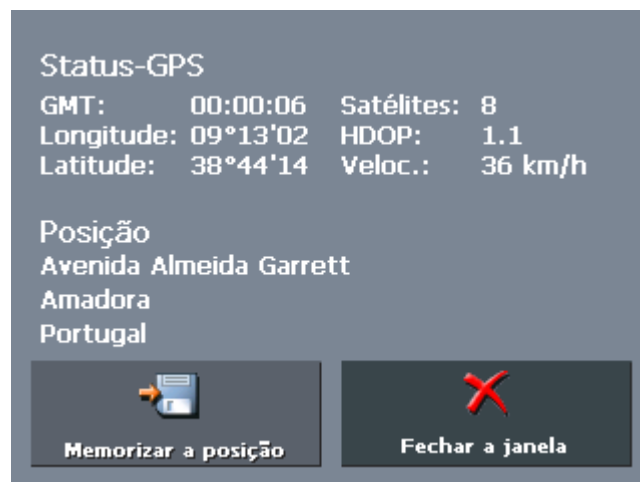 Status-GPS
GMT: 00:00:06 Satélites: 8
Longitude: 09°13'02 HDOP: 1.1
Latitude: 38°44'14 Veloc.: 36 km/h
Posição
Avenida Almeida Garrett
Amadora
Portugal
Memorizar a posição
Fechar a janela